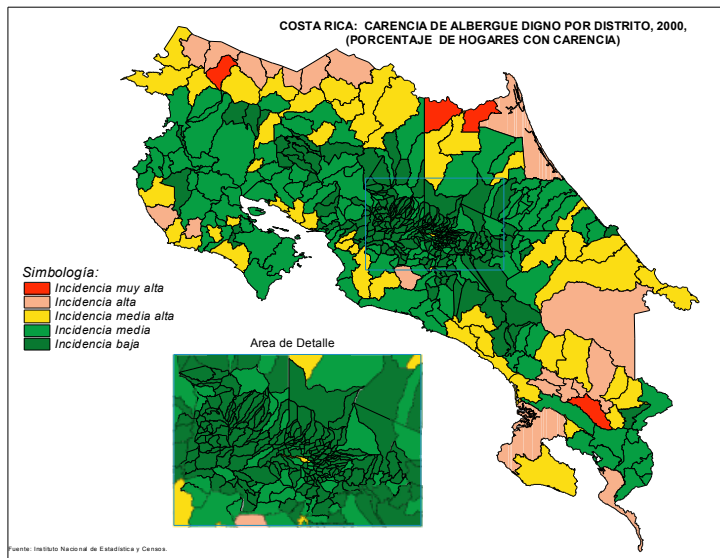 COSTA RICA: CARENCIA DE ALBERGUE DIGNO POR DISTRITO, 2000,
(PORCENTAJE DE HOGARES CON CARENCIA)
Simbología:
Incidencia muy alta
Incidencia alta
Incidencia media alta
Incidencia media
Incidencia baja
Area de Detalle
Fuente: Instituto Nacional de Estadística y Censos.